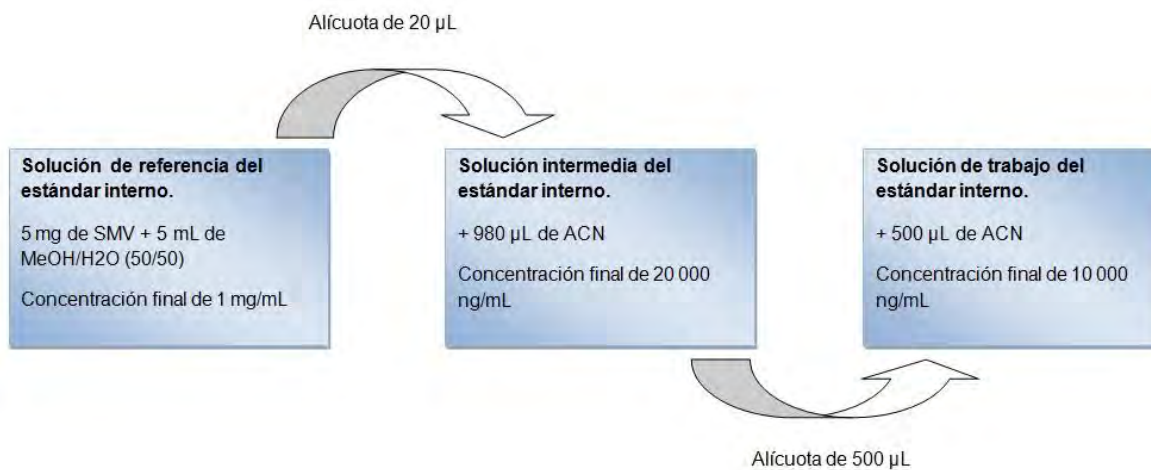 Alícuota de 20 µL
Solución de referencia del
estándar interno.
5 mg de SMV + 5 mL de
MeOH/H2O (50/50)
Concentración final de 1 mg/mL
Solución intermedia del
estándar interno.
+ 980 µL de ACN
Concentración final de 20 000
ng/mL
Solución de trabajo del
estándar interno.
+ 500 µL de ACN
Concentración final de 10 000
ng/mL
Alícuota de 500 µL